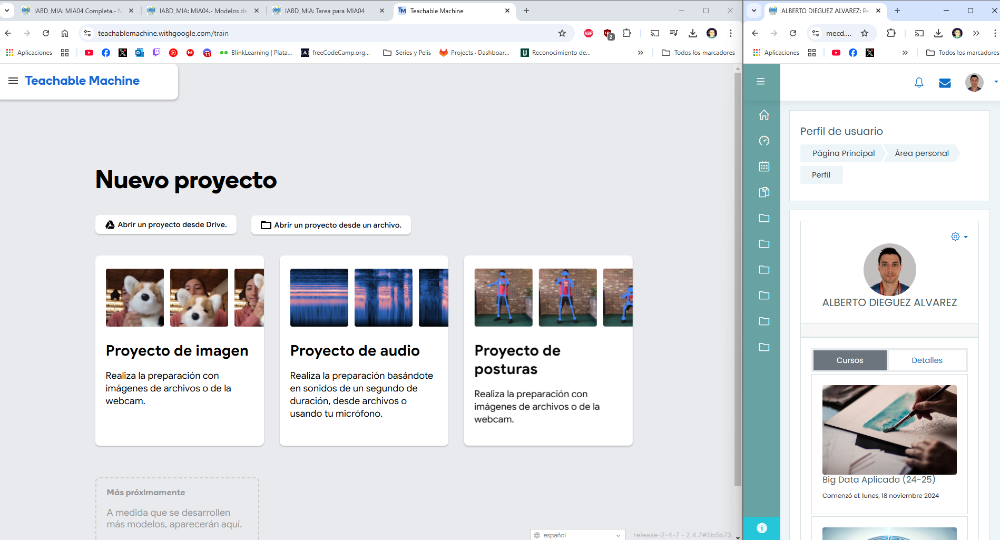 IABD_MIA: MIA04 Completa.- M
IABD_MIA: MIA04.- Modelos de
IABD_MIA: Tarea para MIA04
Teachable Machine
teachablemachine.withgoogle.com/train
ABP
2
Aplicaciones
11
BlinkLearning | Plata...
freeCodeCamp.org...
Series y Pelis
Projects · Dashboar...
Reconocimiento de...
Todos los marcadores
Teachable Machine
Nuevo proyecto
Abrir un proyecto desde Drive.
Abrir un proyecto desde un archivo.
Proyecto de imagen
Realiza la preparación con
imágenes de archivos o de la
webcam.
Proyecto de audio
Realiza la preparación basándote
en sonidos de un segundo de
duración, desde archivos o
usando tu micrófono.
Proyecto de
posturas
Realiza la preparación con
imágenes de archivos o de la
webcam.
Más próximamente
A medida que se desarrollen
más modelos, aparecerán aquí.
español
release-2-4-7 - 2.4.7#5b5b73
ALBERTO DIEGUEZ ALVAREZ: Pe
mecd....
Aplicaciones
Todos los marcadores
Perfil de usuario
Página Principal
Área personal
Perfil
ALBERTO DIEGUEZ ALVAREZ
Cursos
Detalles
Big Data Aplicado (24-25)
Comenzó el: lunes, 18 noviembre 2024